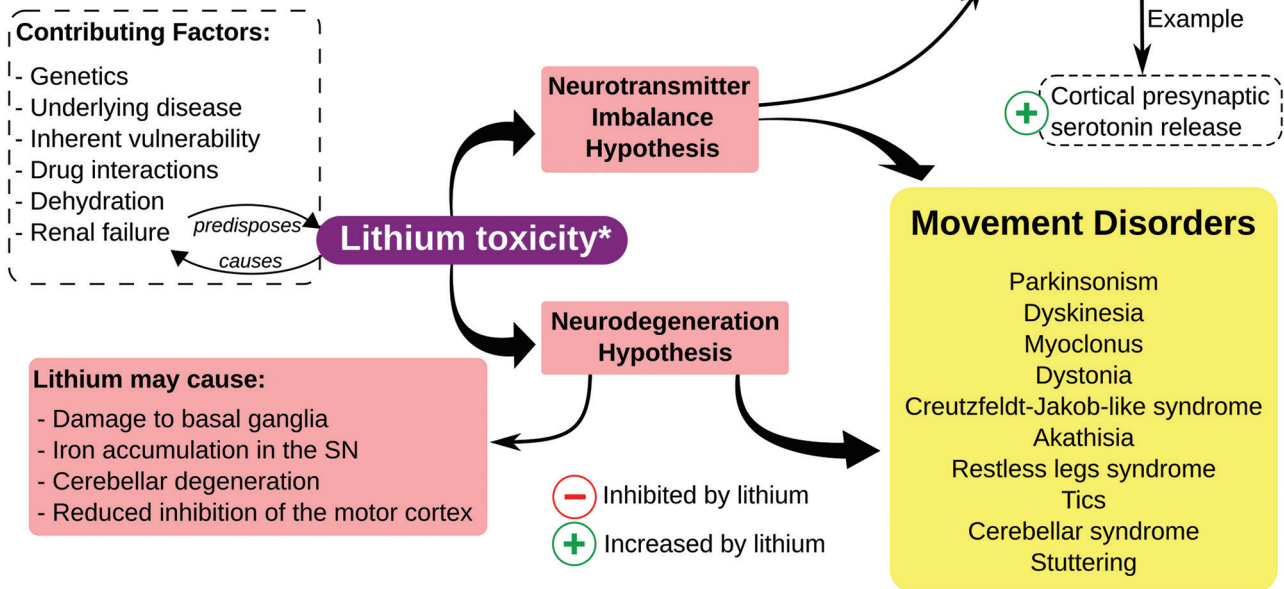 Contributing Factors:
- Genetics
- Underlying disease
- Inherent vulnerability
- Drug interactions
- Dehydration
- Renal failure
predisposes
causes
Lithium toxicity*
Neurotransmitter
Imbalance
Hypothesis
Example
+
Cortical presynaptic
serotonin release
Neurodegeneration
Hypothesis
Lithium may cause:
- Damage to basal ganglia
- Iron accumulation in the SN
- Cerebellar degeneration
- Reduced inhibition of the motor cortex
− Inhibited by lithium
+ Increased by lithium
Movement Disorders
Parkinsonism
Dyskinesia
Myoclonus
Dystonia
Creutzfeldt-Jakob-like syndrome
Akathisia
Restless legs syndrome
Tics
Cerebellar syndrome
Stuttering